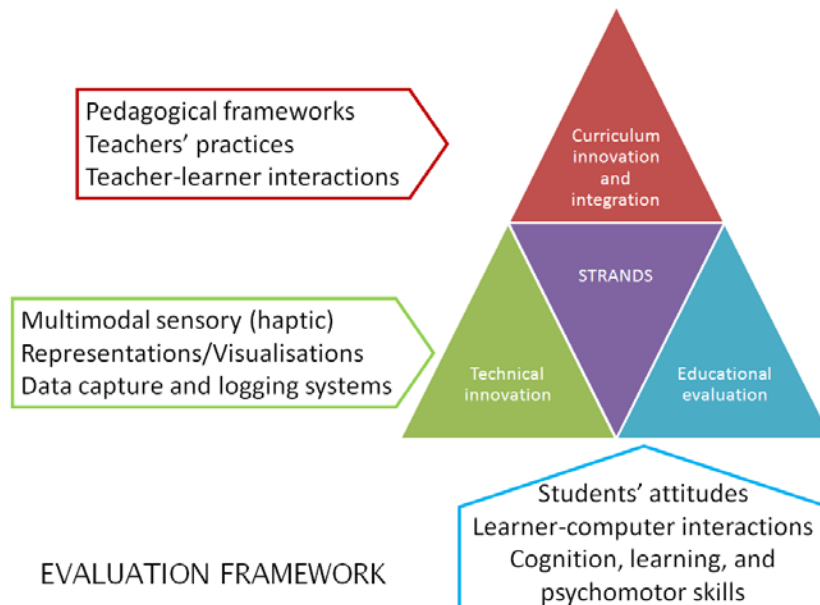 Pedagogical frameworks
Teachers’ practices
Teacher-learner interactions
Curriculum
innovation
and
integration
STRANDS
Multimodal sensory (haptic)
Representations/Visualisations
Data capture and logging systems
Technical
innovation
Educational
evaluation
Students’ attitudes
Learner-computer interactions
Cognition, learning, and
psychomotor skills
EVALUATION FRAMEWORK